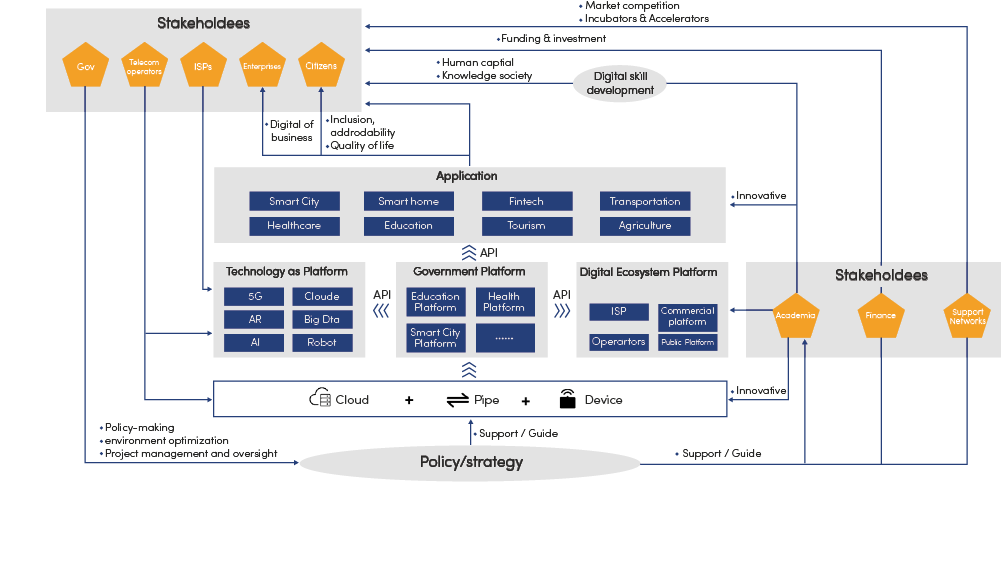 • Market competition
• Incubators & Accelerators
Stakeholdees
• Funding & investment
Gov
Telecom
operators
ISPs
Enterprises
Citizens
• Human captial
• Knowledge society
Digital skill
development
• Digital of
business
• Inclusion,
addrodability
• Quality of life
Application
Smart City
Smart home
Fintech
Transportation
Healthcare
Education
Tourism
Agriculture
• Innovative
API
Technology as Platform
5G
Cloude
AR
Big Dta
AI
Robot
API
Government Platform
Education
Platform
Health
Platform
Smart City
Platform
......
API
Digital Ecosystem Platform
ISP
Commercial
platform
Operartors
Public Platform
Stakeholdees
Academia
Finance
Support
Networks
Cloud
+
Pipe
+
Device
• Innovative
• Policy-making
• environment optimization
• Project management and oversight
• Support / Guide
Policy/strategy
• Support / Guide